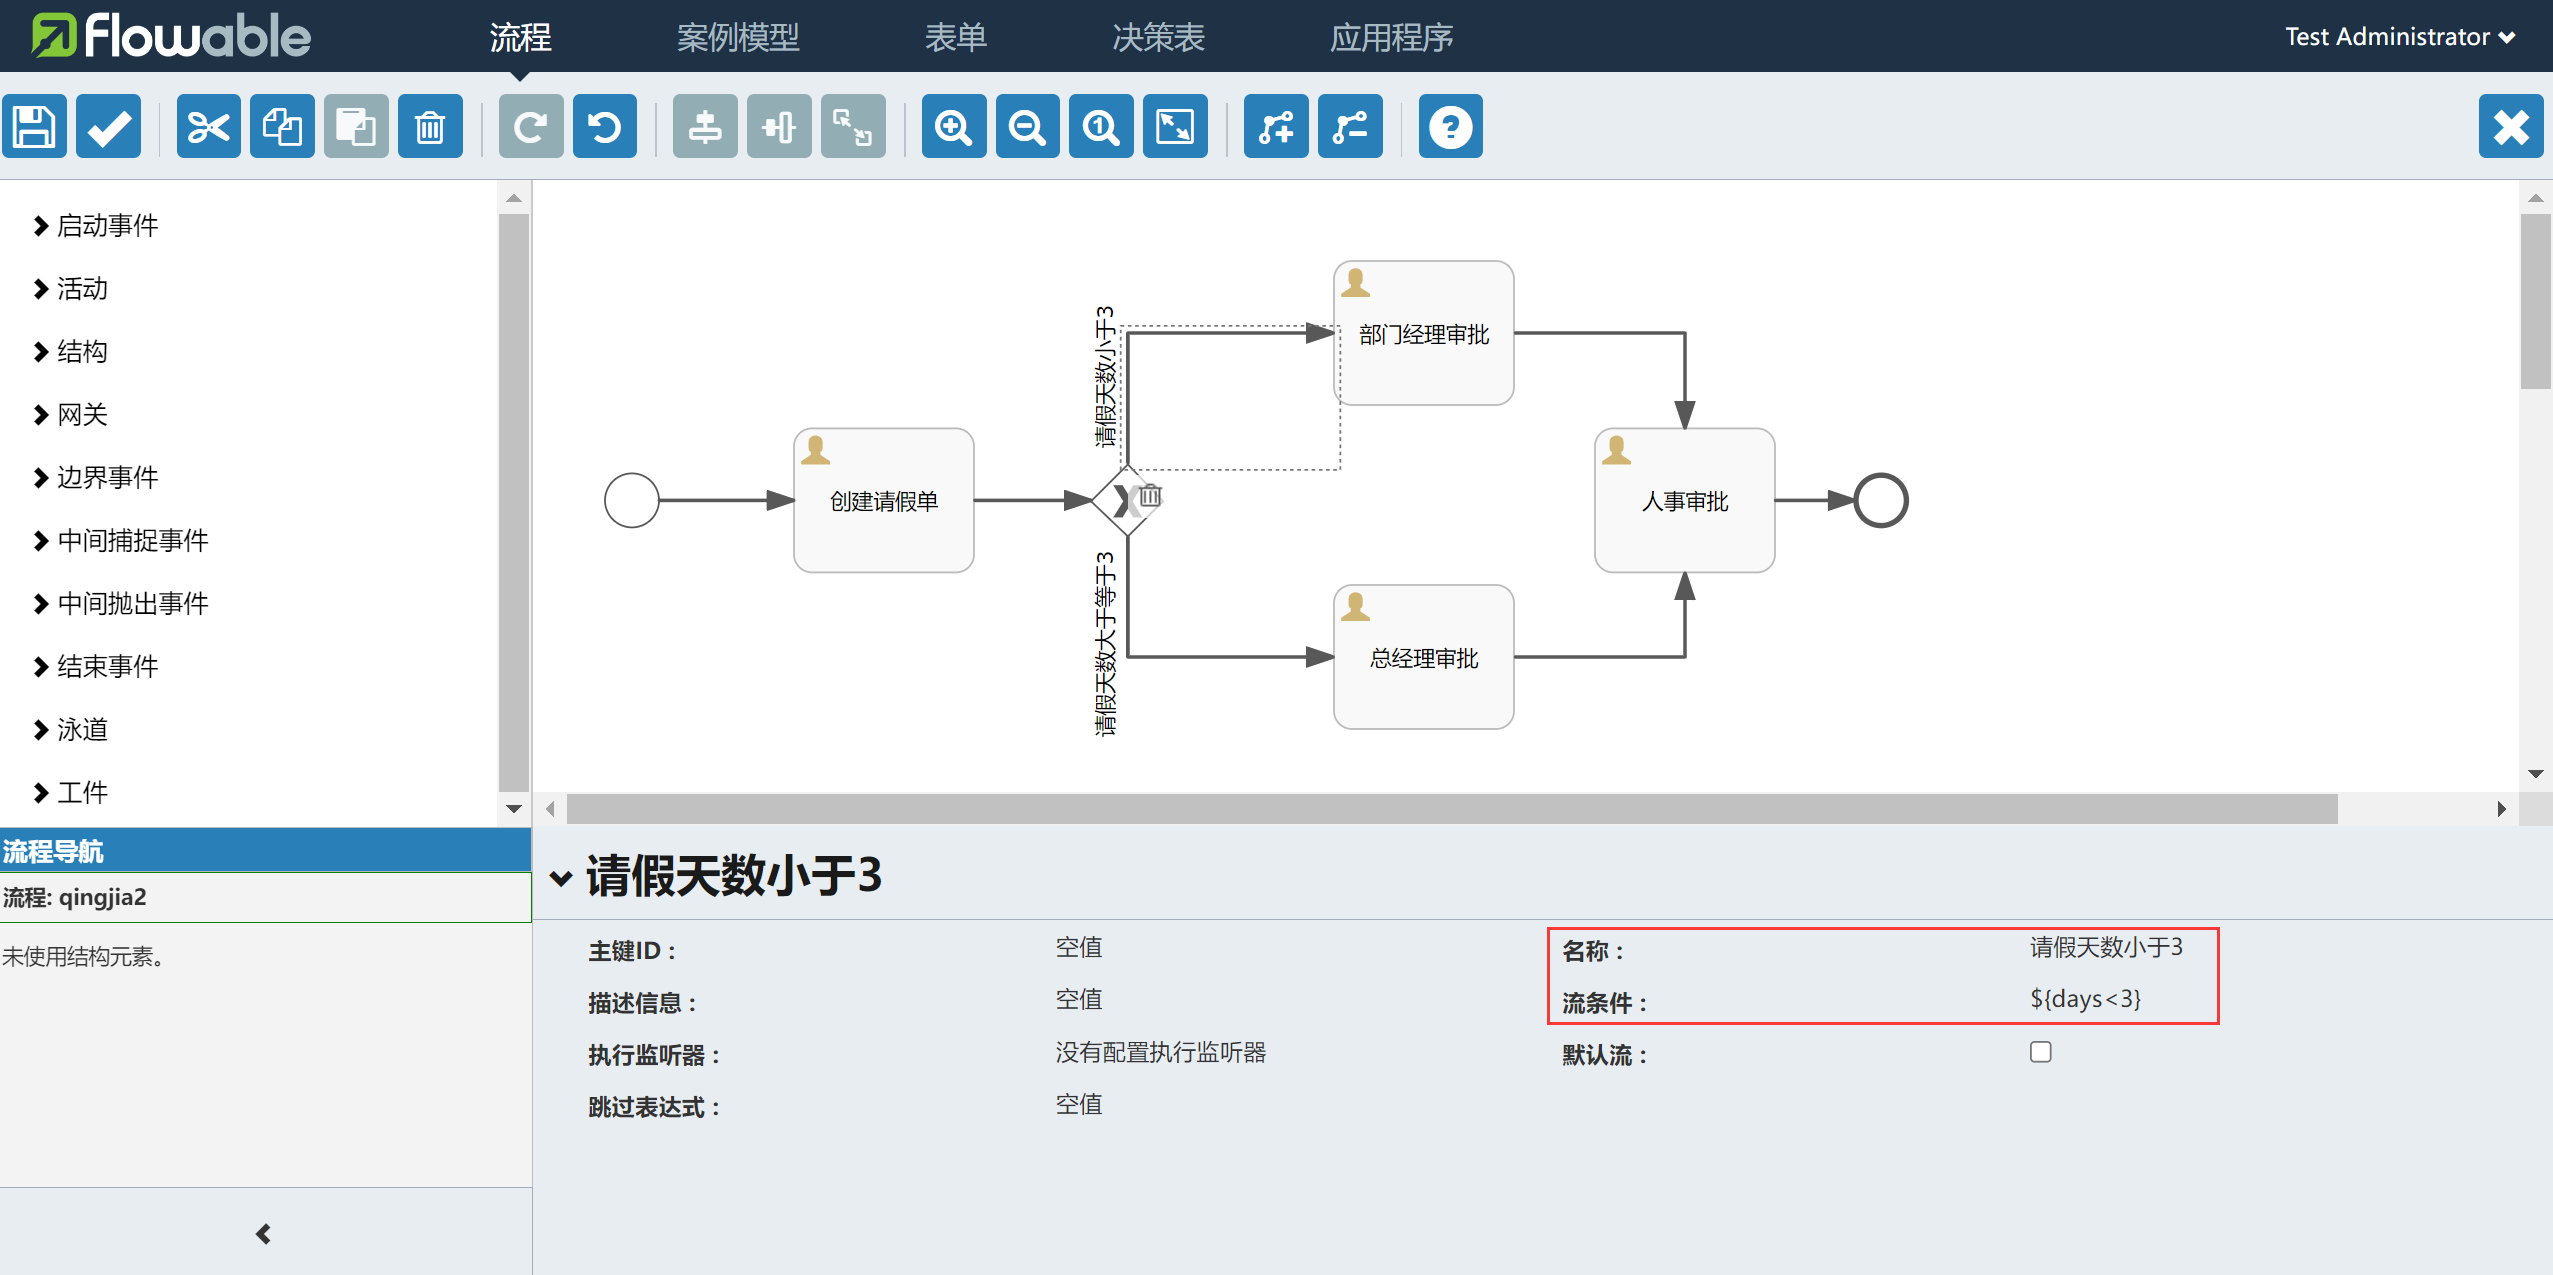 flowable
流程
案例模型
表单
决策表
应用程序
Test Administrator
启动事件
活动
结构
网关
边界事件
中间捕捉事件
中间抛出事件
结束事件
泳道
工件
部门经理审批
请假天数小于3
创建请假单
人事审批
请假天数大于等于3
总经理审批
流程导航
流程: qingjia2
未使用结构元素。
请假天数小于3
主键ID : 空值
名称 : 请假天数小于3
描述信息 : 空值
流条件 : ${days<3}
执行监听器 : 没有配置执行监听器
默认流 :
跳过表达式 : 空值